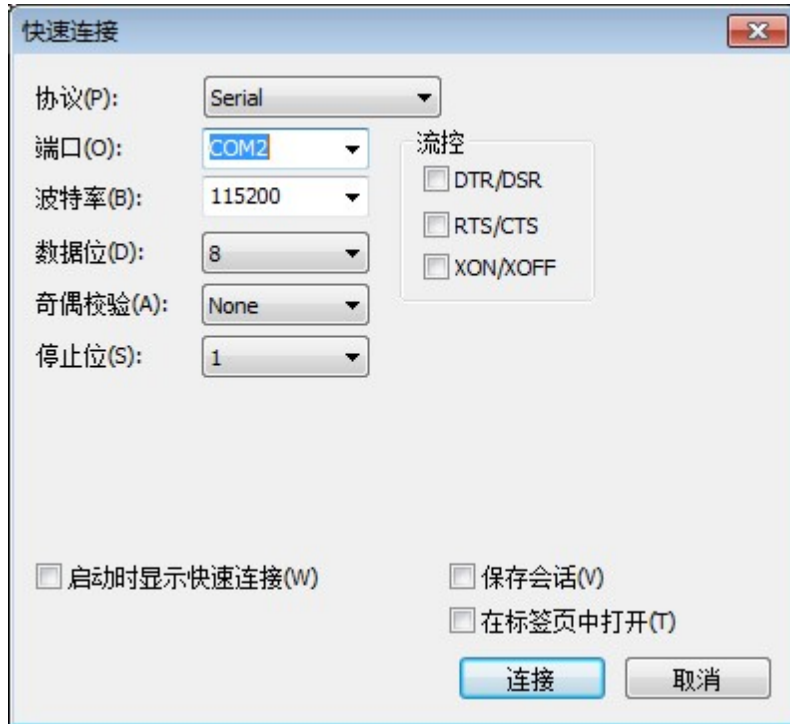 快速连接
协议(P): Serial
端口(O): COM2
流控
DTR/DSR
波特率(B): 115200
RTS/CTS
数据位(D): 8
XON/XOFF
奇偶校验(A): None
停止位(S): 1
启动时显示快速连接(W)
保存会话(V)
在标签页中打开(T)
连接 取消